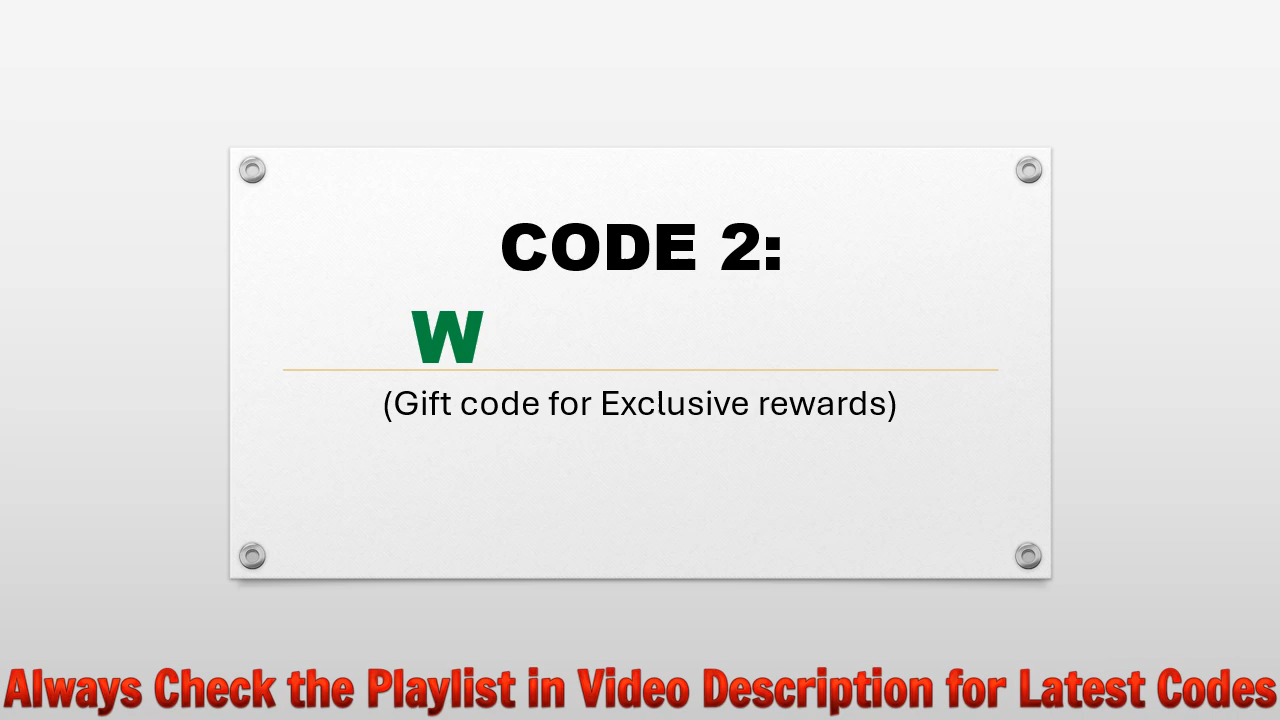 CODE 2:
W
(Gift code for Exclusive rewards)
Always Check the Playlist in Video Description for Latest Codes